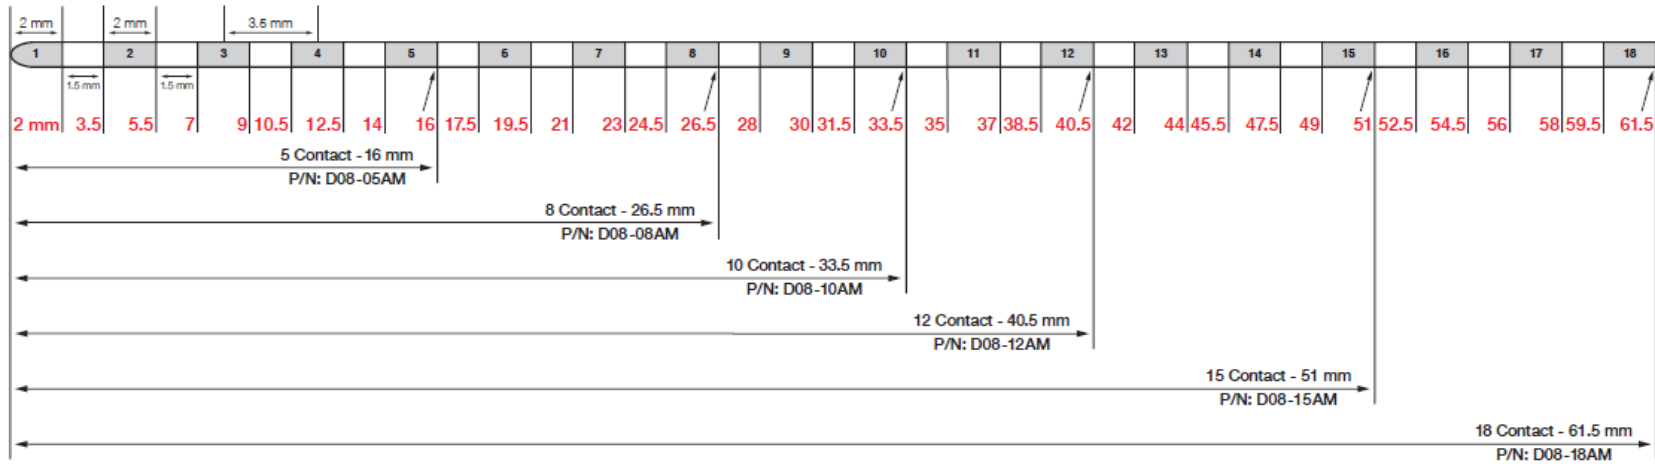 2 mm 2 mm 3.5 mm
1 2 3 4 5 6 7 8 9 10 11 12 13 14 15 16 17 18
1.5 mm 1.5 mm
2 mm 3.5 5.5 7 9 10.5 12.5 14 16 17.5 19.5 21 23 24.5 26.5 28 30 31.5 33.5 35 37 38.5 40.5 42 44 45.5 47.5 49 51 52.5 54.5 56 58 59.5 61.5
5 Contact - 16 mm
P/N: D08-05AM
8 Contact - 26.5 mm
P/N: D08-08AM
10 Contact - 33.5 mm
P/N: D08-10AM
12 Contact - 40.5 mm
P/N: D08-12AM
15 Contact - 51 mm
P/N: D08-15AM
18 Contact - 61.5 mm
P/N: D08-18AM